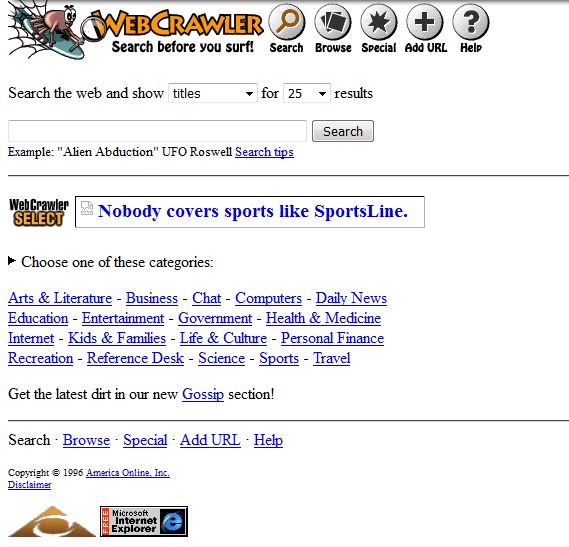 WEBCRAWLER
Search before you surf!
Search Browse Special Add URL Help
Search the web and show titles for 25 results
Search
Example: "Alien Abduction" UFO Roswell Search tips
WebCrawler
SELECT
Nobody covers sports like SportsLine.
Choose one of these categories:
Arts & Literature - Business - Chat - Computers - Daily News
Education - Entertainment - Government - Health & Medicine
Internet - Kids & Families - Life & Culture - Personal Finance
Recreation - Reference Desk - Science - Sports - Travel
Get the latest dirt in our new Gossip section!
Search · Browse · Special · Add URL · Help
Copyright © 1996 America Online, Inc.
Disclaimer
FREE
Microsoft
Internet
Explorer